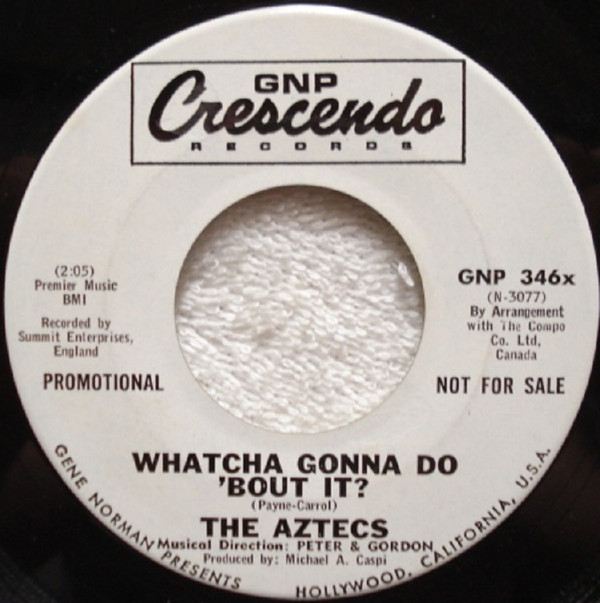 GNP
Crescendo
RECORDS
(2:05)
Premier Music
BMI
Recorded by
Summit Enterprises,
England
PROMOTIONAL
GNP 346x
(N-3077)
By Arrangement
with The Compo
Co. Ltd,
Canada
NOT FOR SALE
WHATCHA GONNA DO
'BOUT IT?
(Payne-Carrol)
THE AZTECS
Musical Direction: PETER & GORDON
Produced by: Michael A. Caspi
GENE NORMAN PRESENTS
HOLLYWOOD, CALIFORNIA, U.S.A.